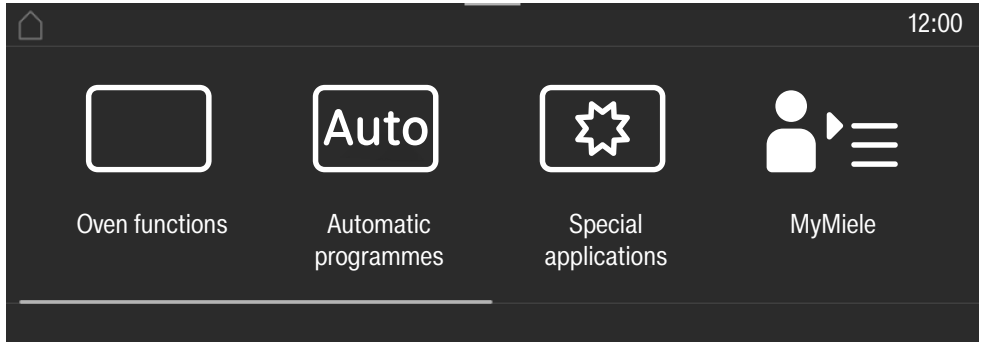 12:00
Auto
Oven functions
Automatic
programmes
Special
applications
MyMiele